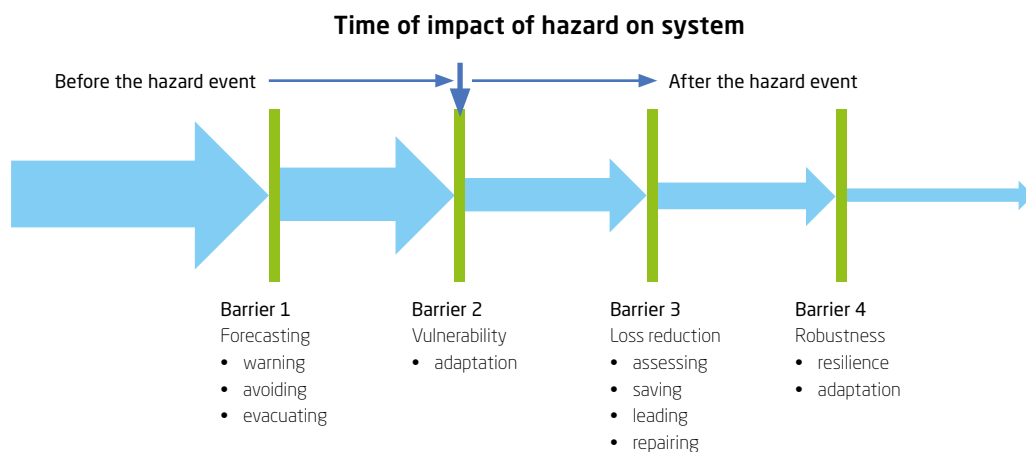 Time of impact of hazard on system
Before the hazard event
After the hazard event
Barrier 1
Forecasting
• warning
• avoiding
• evacuating
Barrier 2
Vulnerability
• adaptation
Barrier 3
Loss reduction
• assessing
• saving
• leading
• repairing
Barrier 4
Robustness
• resilience
• adaptation